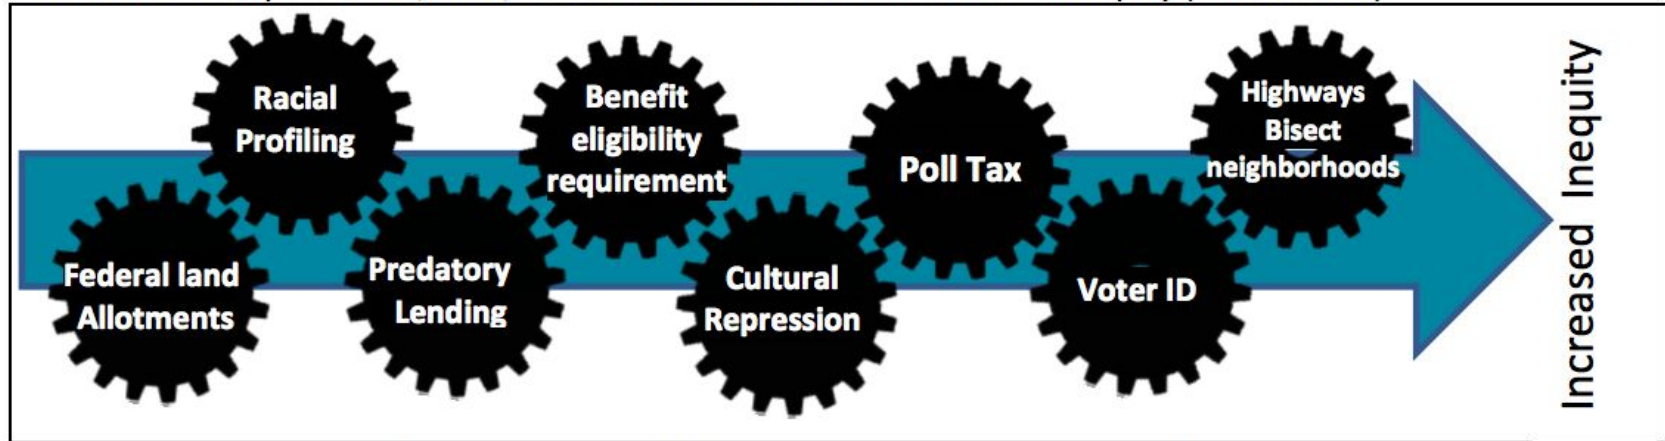 Racial
Profiling
Benefit
eligibility
requirement
Poll Tax
Highways
Bisect
neighborhoods
Federal land
Allotments
Predatory
Lending
Cultural
Repression
Voter ID
Increased Inequity